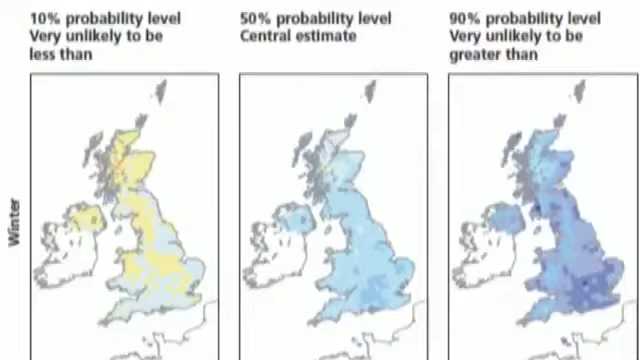 10% probability level
Very unlikely to be
less than
50% probability level
Central estimate
90% probability level
Very unlikely to be
greater than
Winter